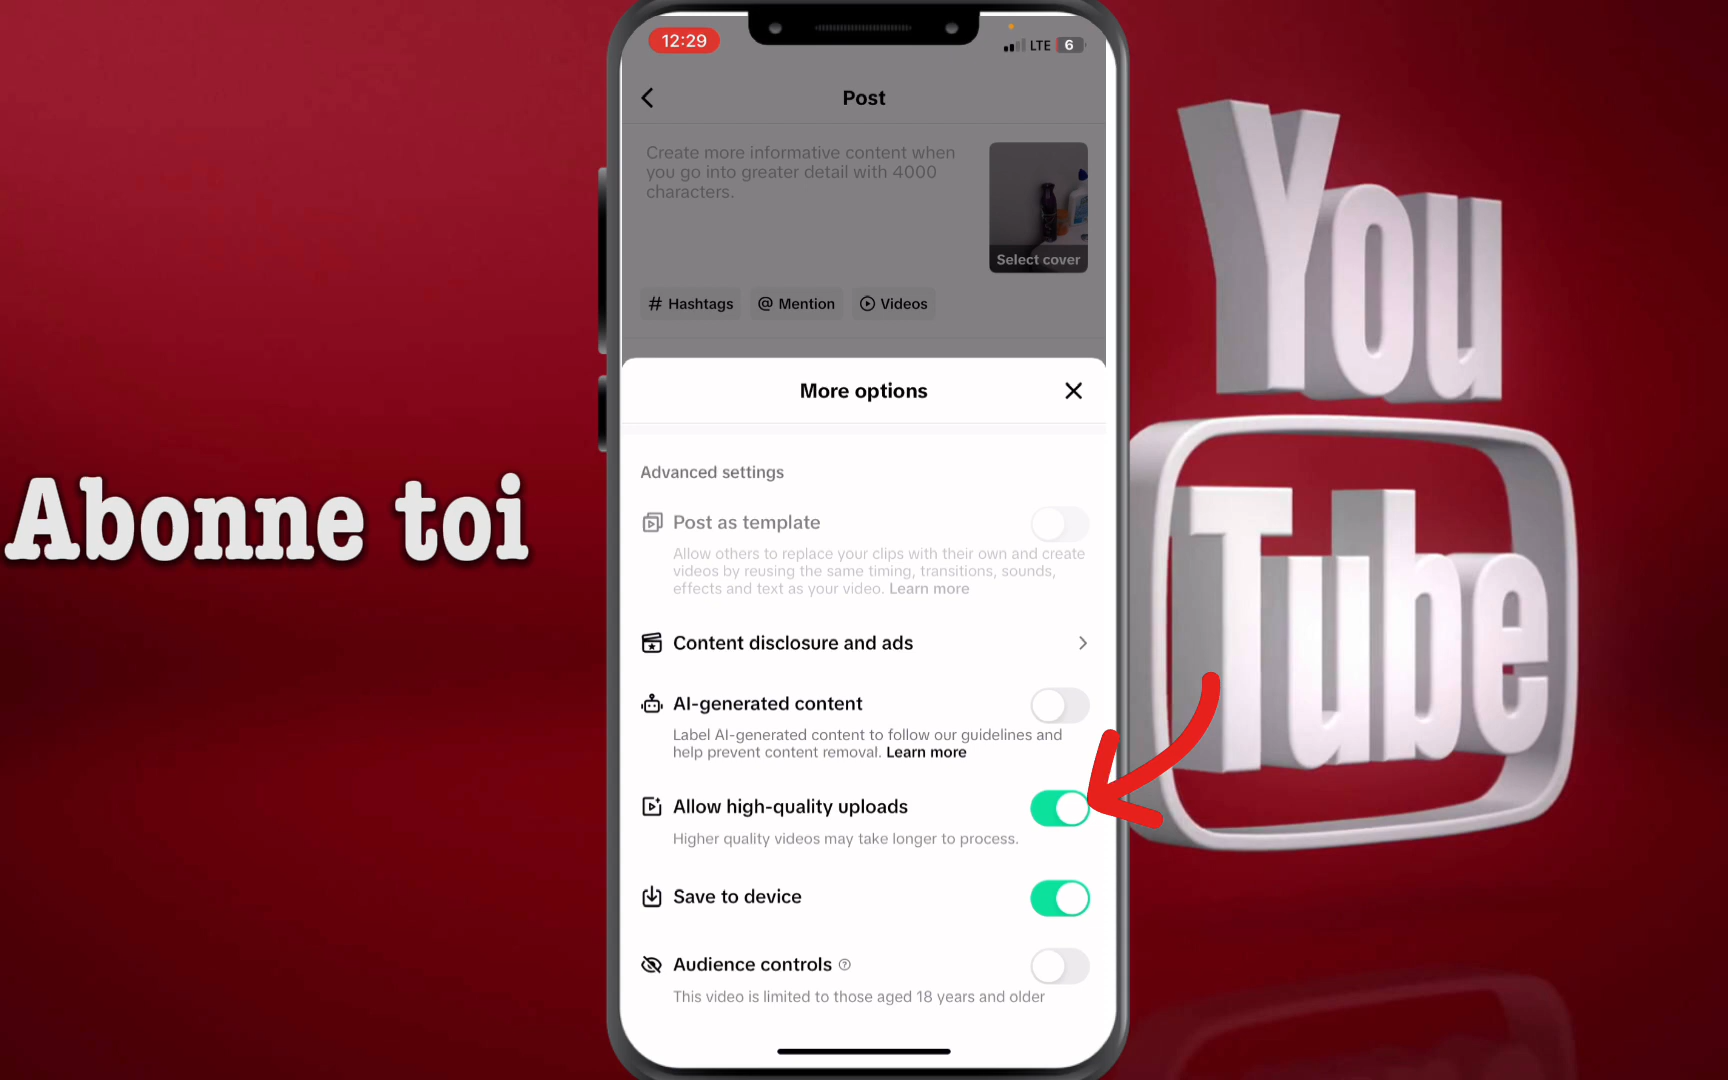 12:29
LTE 6
Post
Create more informative content when
you go into greater detail with 4000
characters.
Select cover
# Hashtags @ Mention Videos
More options
Advanced settings
Post as template
Allow others to replace your clips with their own and create
videos by reusing the same timing, transitions, sounds,
effects and text as your video. Learn more
Content disclosure and ads
AI-generated content
Label AI-generated content to follow our guidelines and
help prevent content removal. Learn more
Allow high-quality uploads
Higher quality videos may take longer to process.
Save to device
Audience controls
This video is limited to those aged 18 years and older
Abonne toi
You
Tube